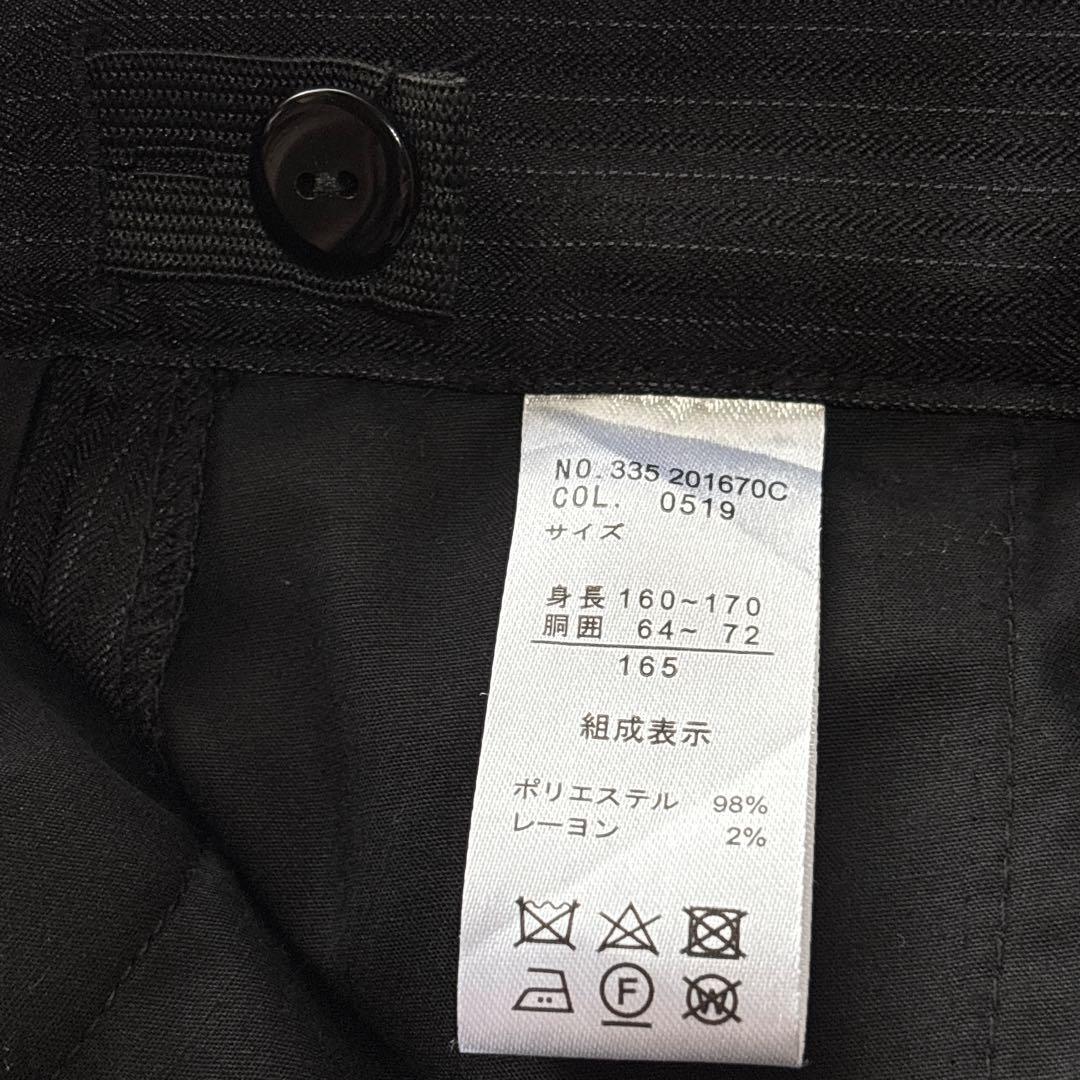 NO.335 201670C
COL. 0519
サイズ
身長 160~170
胴囲 64~ 72
165
組成表示
ポリエステル 98%
レーヨン 2%
F W